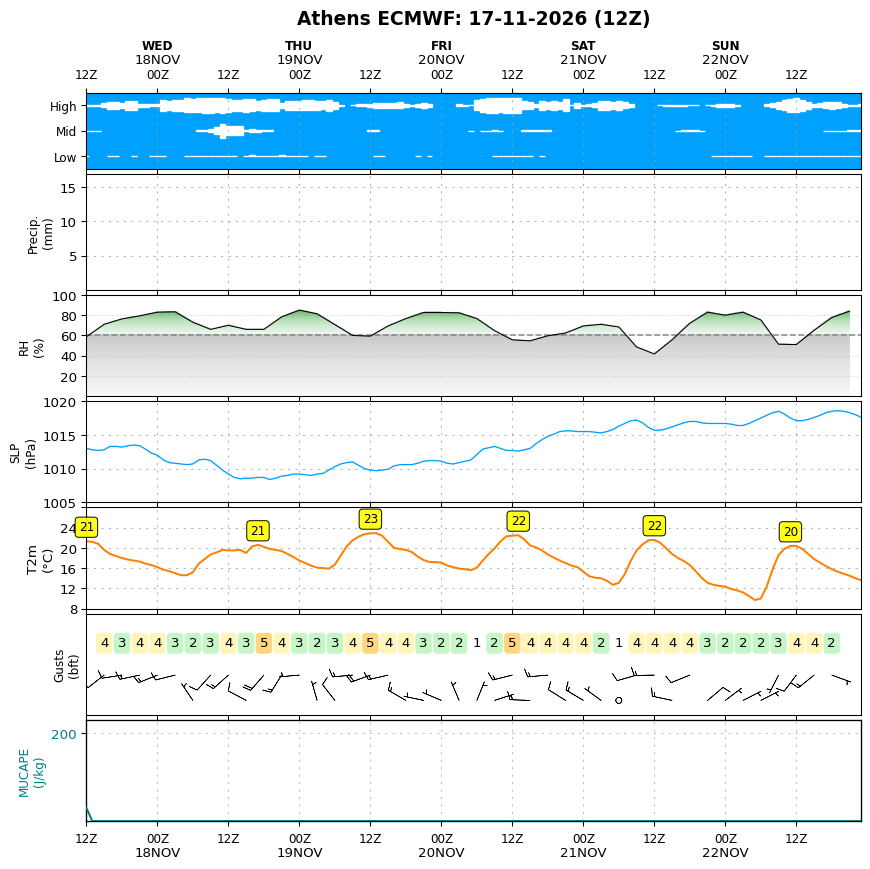 Athens ECMWF: 17-11-2026 (12Z)
WED THU FRI SAT SUN
18NOV 19NOV 20NOV 21NOV 22NOV
12Z 00Z 12Z 00Z 12Z 00Z 12Z 00Z 12Z 00Z 12Z
High
Mid
Low
Precip.
(mm)
15
10
5
RH
(%)
100
80
60
40
20
SLP
(hPa)
1020
1015
1010
1005
T2m
(°C)
24
20
16
12
8
21 21 23 22 22 20
Gusts
(bft)
4 3 4 4 3 2 3 4 3 5 4 3 2 3 4 5 4 4 3 2 2 1 2 5 4 4 4 4 2 1 4 4 4 4 3 2 2 2 3 4 4 2
MUCAPE
(J/kg)
200
12Z 00Z 12Z 00Z 12Z 00Z 12Z 00Z 12Z 00Z 12Z
18NOV 19NOV 20NOV 21NOV 22NOV